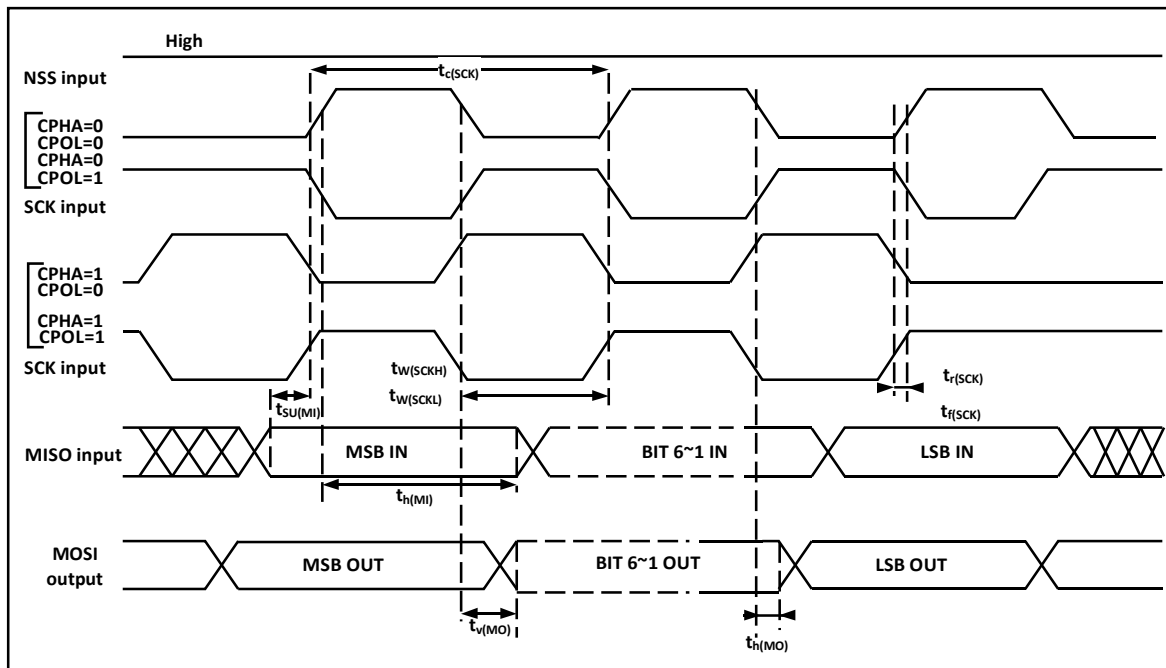 High
NSS input
tc(SCK)
CPHA=0
CPOL=0
CPHA=0
CPOL=1
SCK input
CPHA=1
CPOL=0
CPHA=1
CPOL=1
SCK input
tW(SCKH)
tW(SCKL)
tr(SCK)
tf(SCK)
tSU(MI)
MISO input
MSB IN
BIT 6~1 IN
LSB IN
th(MI)
MOSI
output
MSB OUT
BIT 6~1 OUT
LSB OUT
tv(MO)
th(MO)